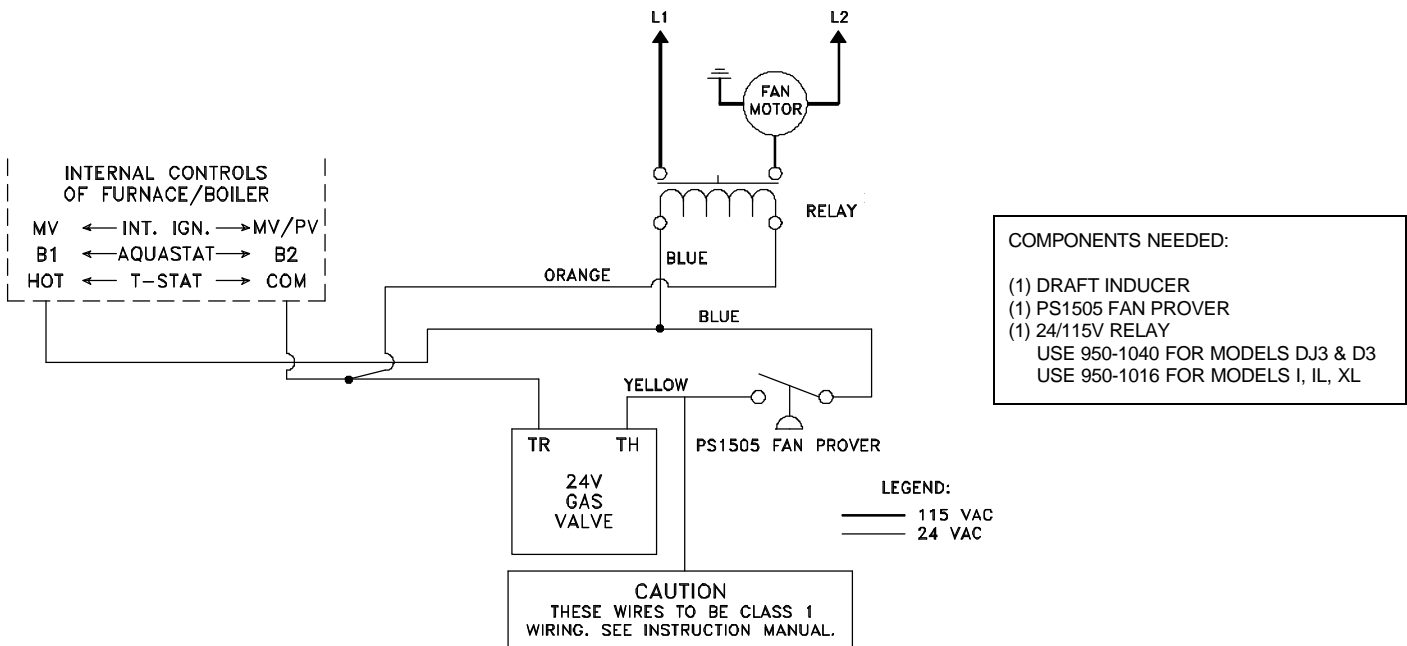 L1
L2
FAN
MOTOR
INTERNAL CONTROLS
OF FURNACE/BOILER
MV INT. IGN. MV/PV
B1 AQUASTAT B2
HOT T-STAT COM
RELAY
BLUE
ORANGE
BLUE
YELLOW
TR TH
24V
GAS
VALVE
PS1505 FAN PROVER
LEGEND:
115 VAC
24 VAC
CAUTION
THESE WIRES TO BE CLASS 1
WIRING. SEE INSTRUCTION MANUAL.
COMPONENTS NEEDED:
(1) DRAFT INDUCER
(1) PS1505 FAN PROVER
(1) 24/115V RELAY
USE 950-1040 FOR MODELS DJ3 & D3
USE 950-1016 FOR MODELS I, IL, XL